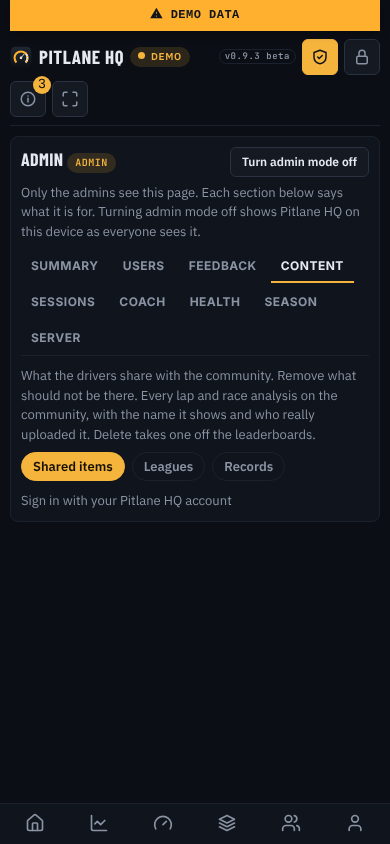 DEMO DATA
PITLANE HQ DEMO v0.9.3 beta
3
ADMIN ADMIN Turn admin mode off
Only the admins see this page. Each section below says
what it is for. Turning admin mode off shows Pitlane HQ on
this device as everyone sees it.
SUMMARY USERS FEEDBACK CONTENT
SESSIONS COACH HEALTH SEASON
SERVER
What the drivers share with the community. Remove what
should not be there. Every lap and race analysis on the
community, with the name it shows and who really
uploaded it. Delete takes one off the leaderboards.
Shared items Leagues Records
Sign in with your Pitlane HQ account